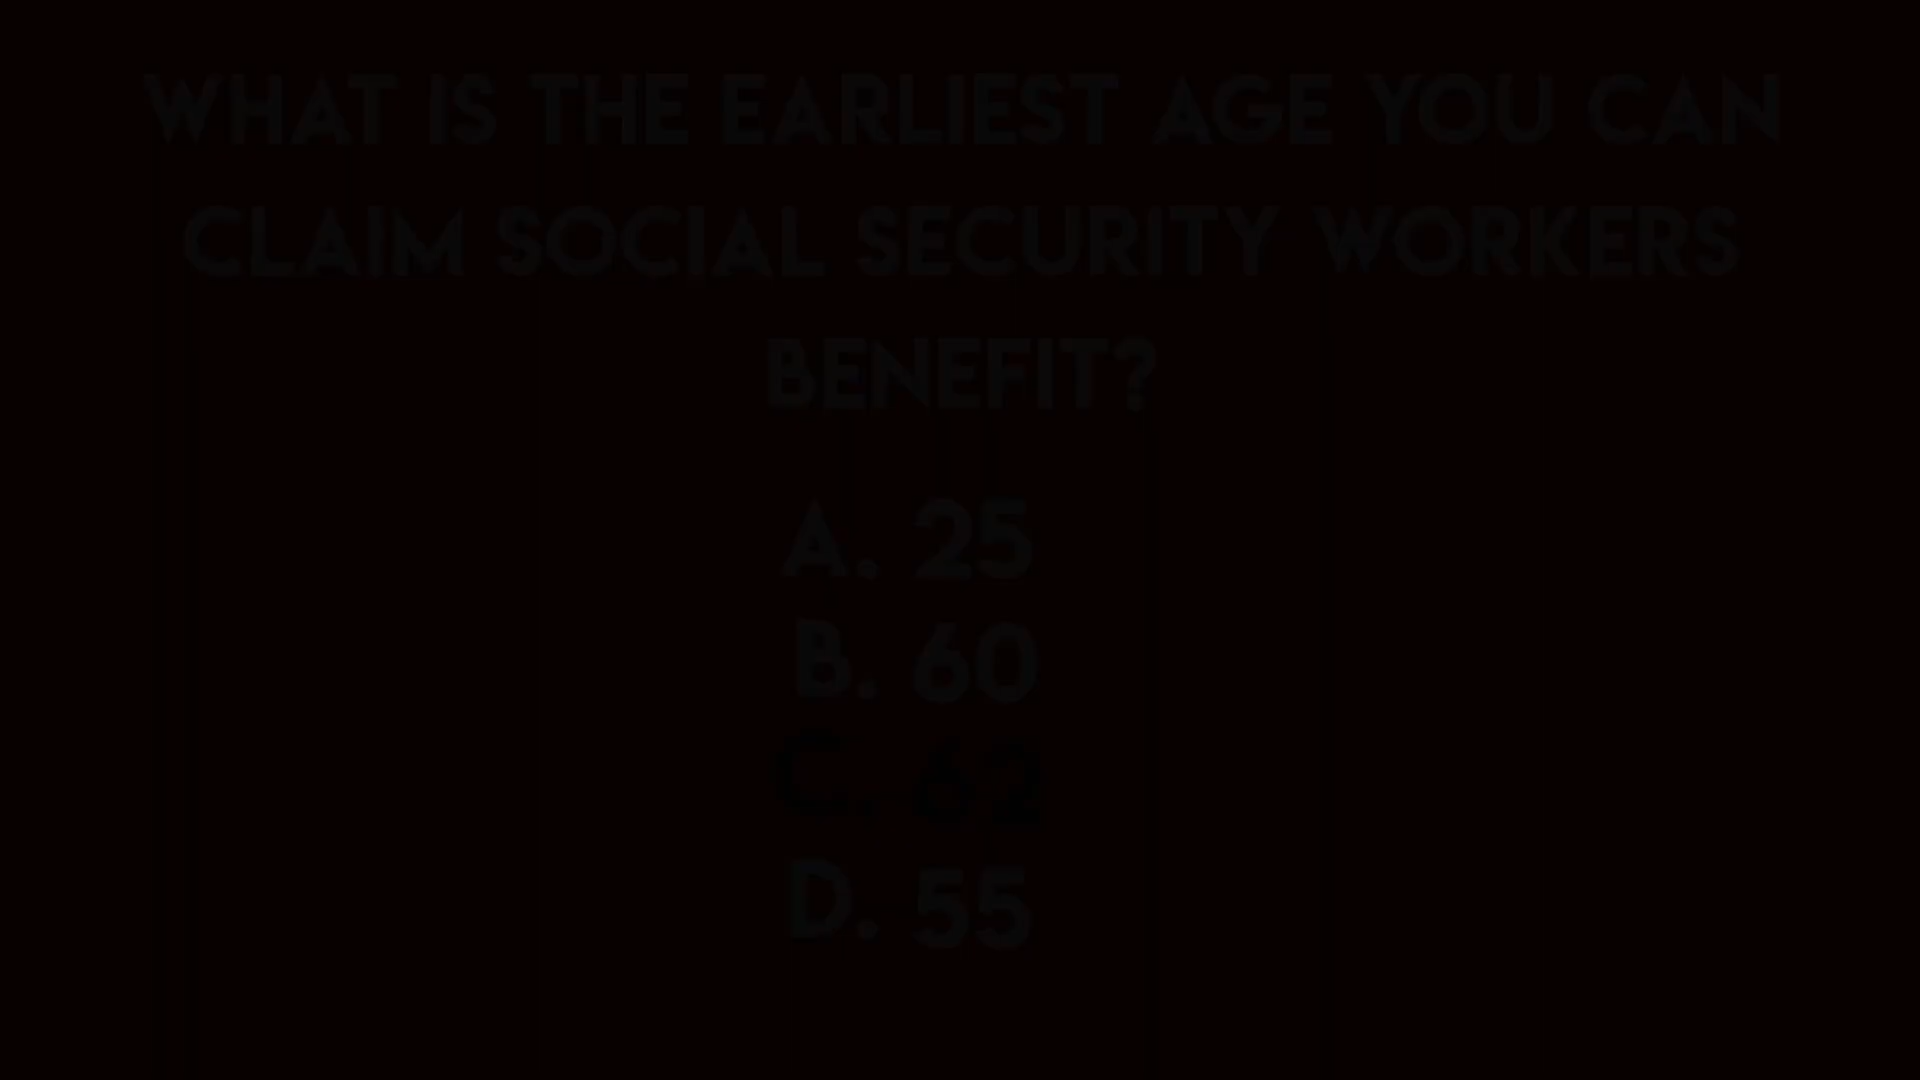 WHAT IS THE EARLIEST AGE YOU CAN
CLAIM SOCIAL SECURITY WORKERS
BENEFIT?
A. 25
B. 60
C. 62
D. 55